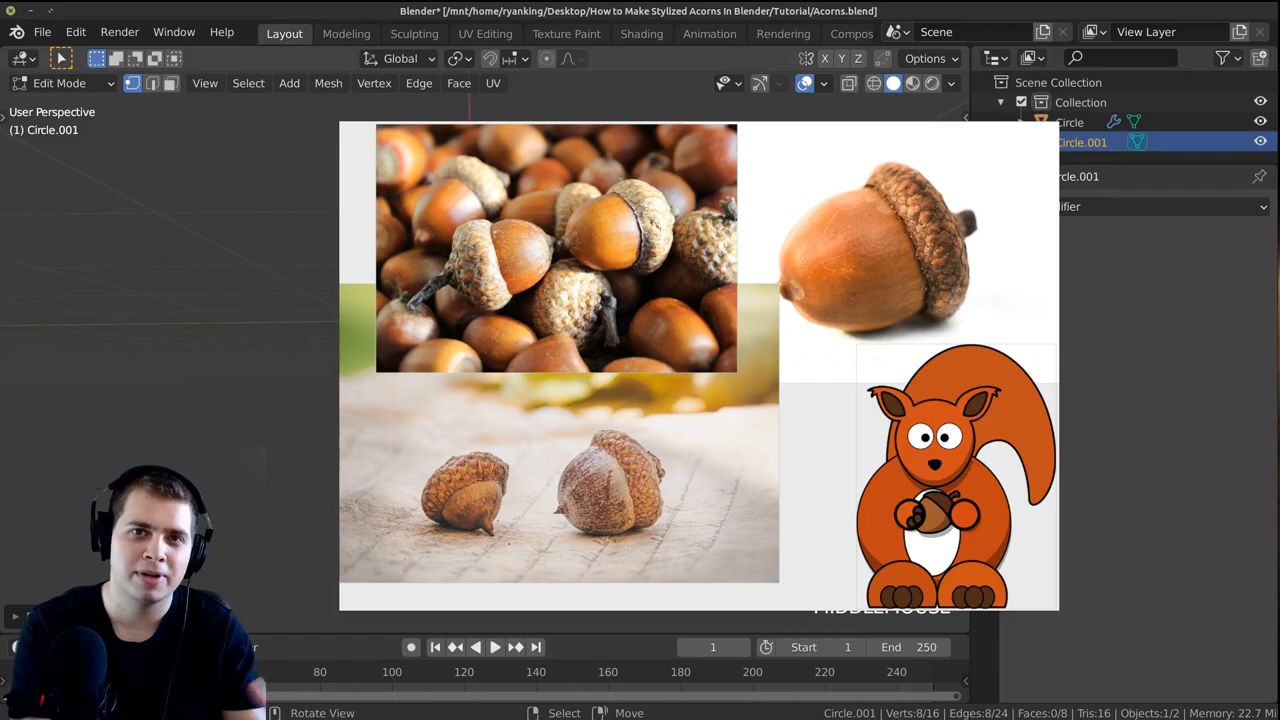 Blender* [/mnt/home/ryanking/Desktop/How to Make Stylized Acorns In Blender/Tutorial/Acorns.blend]
File Edit Render Window Help Layout Modeling Sculpting UV Editing Texture Paint Shading Animation Rendering Compos Scene View Layer
Global X Y Z Options
Edit Mode View Select Add Mesh Vertex Edge Face UV
Scene Collection
User Perspective
Collection
(1) Circle.001
Circle
Circle.001
rcle.001
ifier
MIDDLEMOUSE
1 Start 1 End 250
80 100 120 140 160 180 200 220 240
Rotate View Select Move Circle.001 | Verts:8/16 | Edges:8/24 | Faces:0/8 | Tris:16 | Objects:1/2 | Memory: 22.7 Mi